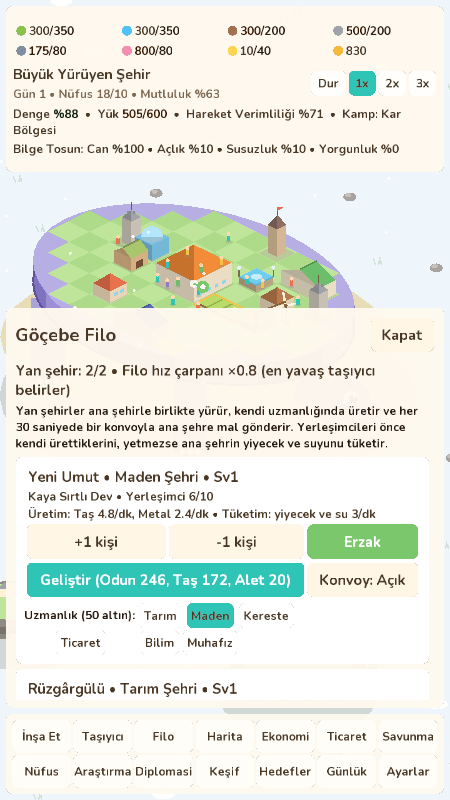 300/350 300/350 300/200 500/200
175/80 800/80 10/40 830
Büyük Yürüyen Şehir
Gün 1 • Nüfus 18/10 • Mutluluk %63
Dur 1x 2x 3x
Denge %88 • Yük 505/600 • Hareket Verimliliği %71 • Kamp: Kar
Bölgesi
Bilge Tosun: Can %100 • Açlık %10 • Susuzluk %10 • Yorgunluk %0
Göçebe Filo
Kapat
Yan şehir: 2/2 • Filo hız çarpanı ×0.8 (en yavaş taşıyıcı
belirler)
Yan şehirler ana şehirle birlikte yürür, kendi uzmanlığında üretir ve her
30 saniyede bir konvoyla ana şehre mal gönderir. Yerleşimciler önce
kendi ürettiklerini, yetmezse ana şehrin yiyecek ve suyunu tüketir.
Yeni Umut • Maden Şehri • Sv1
Kaya Sırtlı Dev • Yerleşimci 6/10
Üretim: Taş 4.8/dk, Metal 2.4/dk • Tüketim: yiyecek ve su 3/dk
+1 kişi -1 kişi Erzak
Geliştir (Odun 246, Taş 172, Alet 20) Konvoy: Açık
Uzmanlık (50 altın): Tarım Maden Kereste
Ticaret Bilim Muhafız
Rüzgârgülü • Tarım Şehri • Sv1
İnşa Et Taşıyıcı Filo Harita Ekonomi Ticaret Savunma
Nüfus Araştırma Diplomasi Keşif Hedefler Günlük Ayarlar